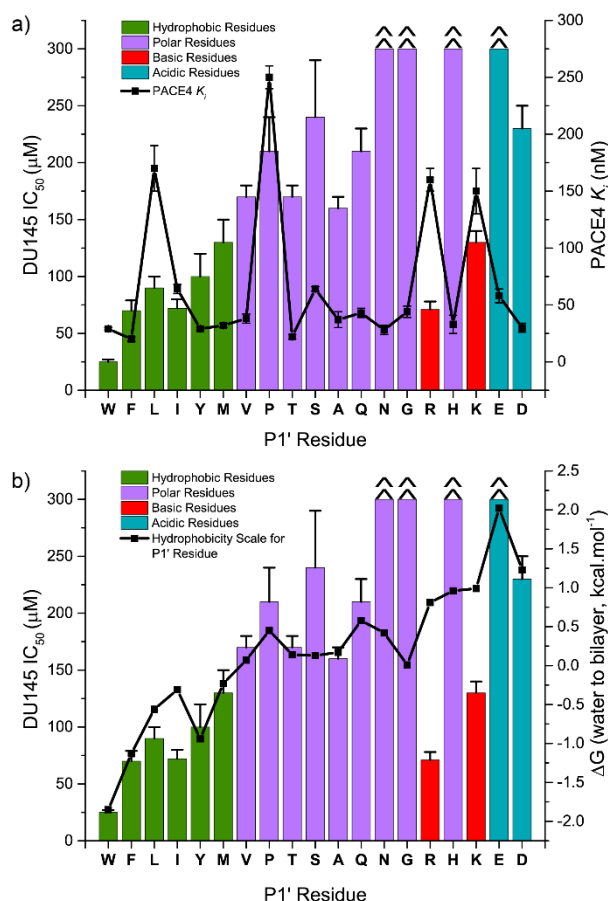 a)
Hydrophobic Residues
Polar Residues
Basic Residues
Acidic Residues
PACE4 Ki
DU145 IC50 (μM)
300
250
200
150
100
50
0
PACE4 Ki (nM)
300
250
200
150
100
50
0
W F L I Y M V P T S A Q N G R H K E D
P1' Residue
b)
Hydrophobic Residues
Polar Residues
Basic Residues
Acidic Residues
Hydrophobicity Scale for
P1' Residue
DU145 IC50 (μM)
300
250
200
150
100
50
0
ΔG (water to bilayer, kcal.mol-1)
2.5
2.0
1.5
1.0
0.5
0.0
-0.5
-1.0
-1.5
-2.0
W F L I Y M V P T S A Q N G R H K E D
P1' Residue